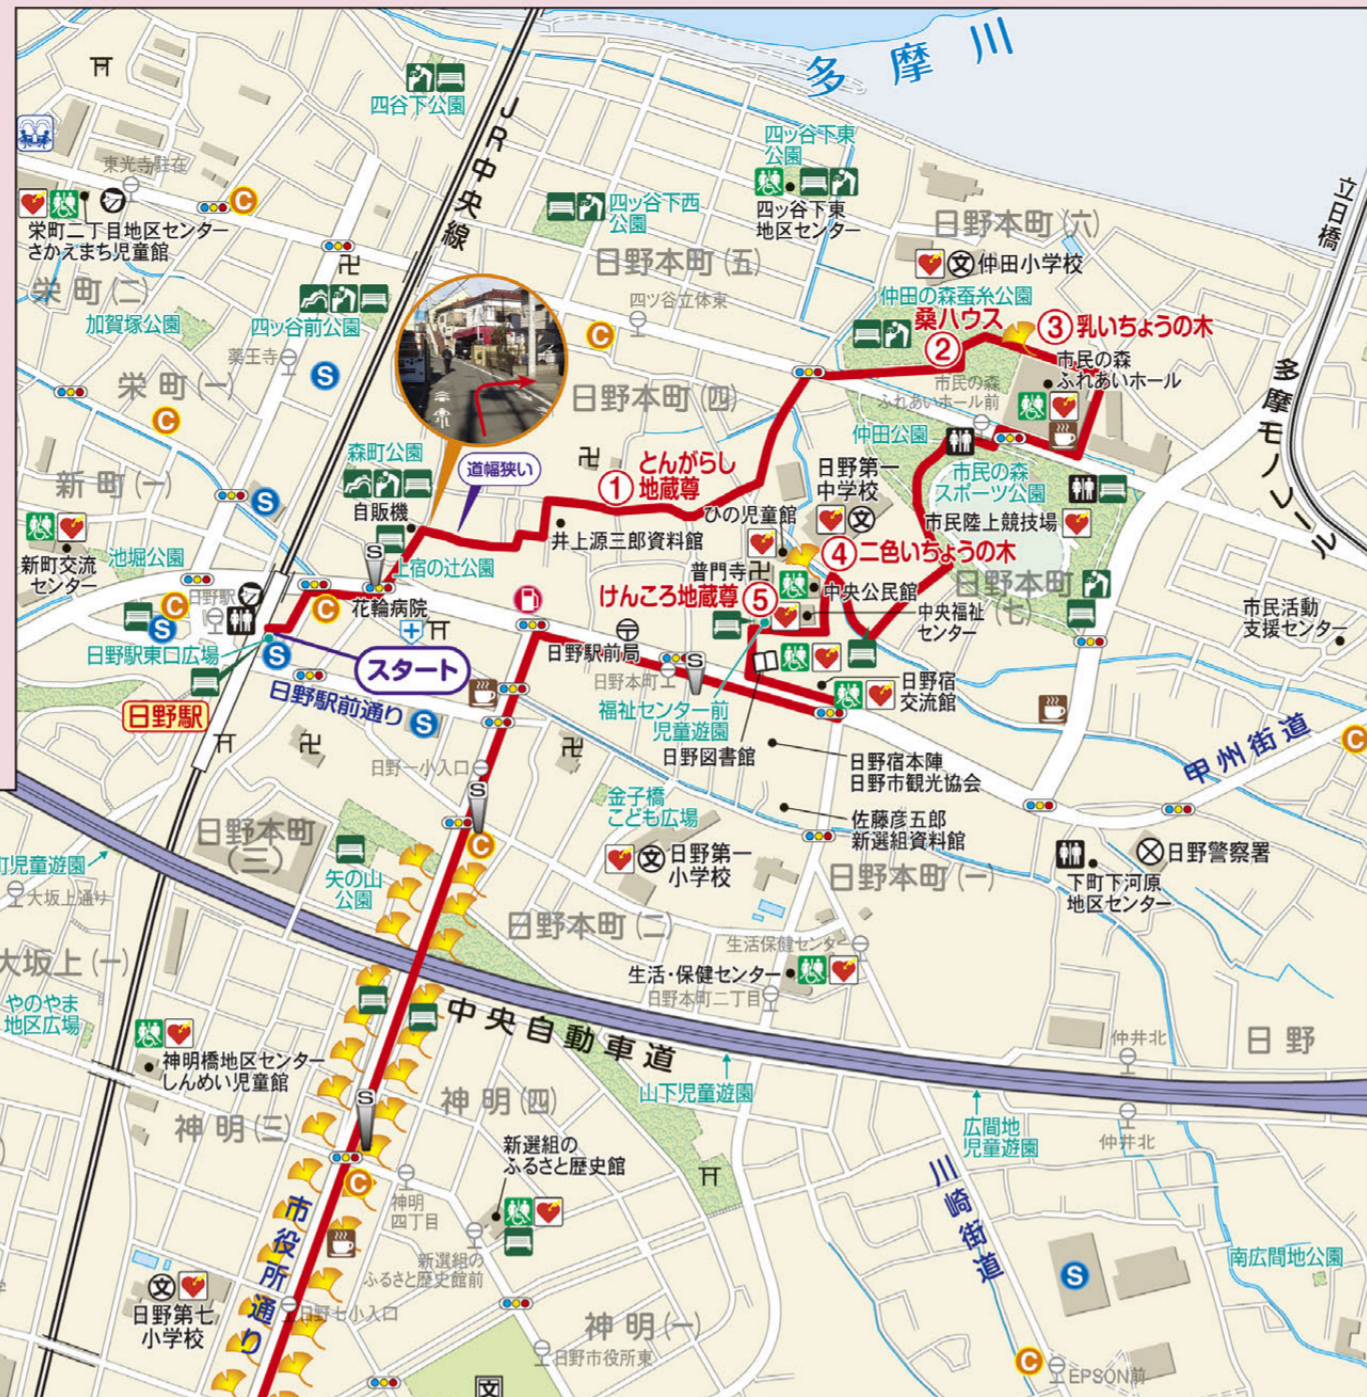 多摩川
四谷下公園
JR中央線
東光寺駐在
四ッ谷下東
公園
四ッ谷下東
地区センター
四ッ谷下西
公園
立日橋
日野本町(六)
仲田小学校
栄町二丁目地区センター
さかえまち児童館
日野本町(五)
栄町(二)
加賀塚公園
四ッ谷前公園
四ツ谷立体東
仲田の森蚕糸公園
桑ハウス
②
③乳いちょうの木
市民の森
ふれあいホール
多摩モノレール
薬王寺
S
C
栄町(一)
C
日野本町(四)
市民の森
ふれあいホール前
森町公園
道幅狭い
①とんがらし
地蔵尊
仲田公園
新町(一)
自販機
日野第一
中学校
市民の森
スポーツ公園
市民陸上競技場
ひの児童館
井上源三郎資料館
新町交流
センター
池堀公園
上宿の辻公園
④二色いちょうの木
普門寺
中央公民館
日野本町
(七)
日野駅
花輪病院
けんころ地蔵尊⑤
中央福祉
センター
市民活動
支援センター
日野駅東口広場
スタート
日野駅前局
日野本町
日野宿
交流館
日野駅
日野駅前通り
福祉センター前
児童遊園
日野図書館
甲州街道
日野一小入口
日野宿本陣
日野市観光協会
金子橋
こども広場
佐藤彦五郎
新選組資料館
日野本町
(三)
町児童遊園
矢の山
公園
日野第一
小学校
日野本町(一)
日野警察署
下町下河原
地区センター
大坂上通り
日野本町(二)
大坂上(一)
生活保健センター
生活・保健センター
日野本町二丁目
やのやま
地区広場
中央自動車道
仲井北
日野
神明橋地区センター
しんめい児童館
山下児童遊園
神明(四)
神明(三)
広間地
児童遊園
仲井北
新選組の
ふるさと歴史館
川崎街道
神明
四丁目
市役所通り
新選組の
ふるさと歴史館前
南広間地公園
S
日野第七
小学校
日野七小入口
神明(一)
日野市役所東
C
EPSON前